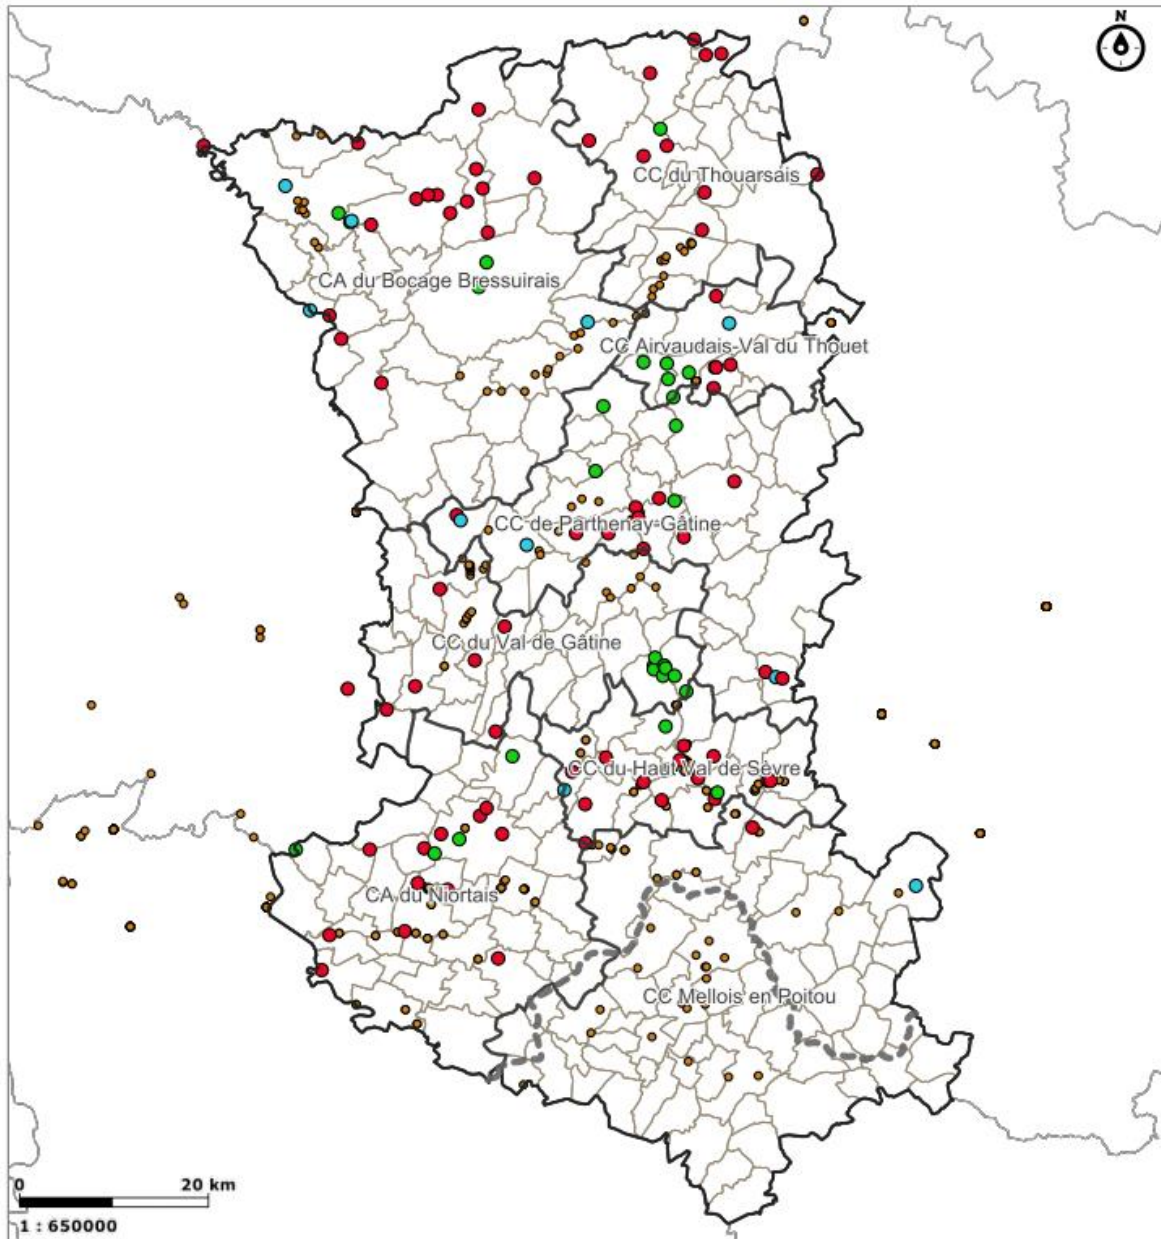 N
CC du Thouarsais
CA du Bocage Bressuirais
CC Airvaudais-Val du Thouet
CC de Parthenay-Gâtine
CC du Val de Gâtine
CC du Haut Val de Sèvre
CA du Niortais
CC Mellois en Poitou
0 20 km
1 : 650000